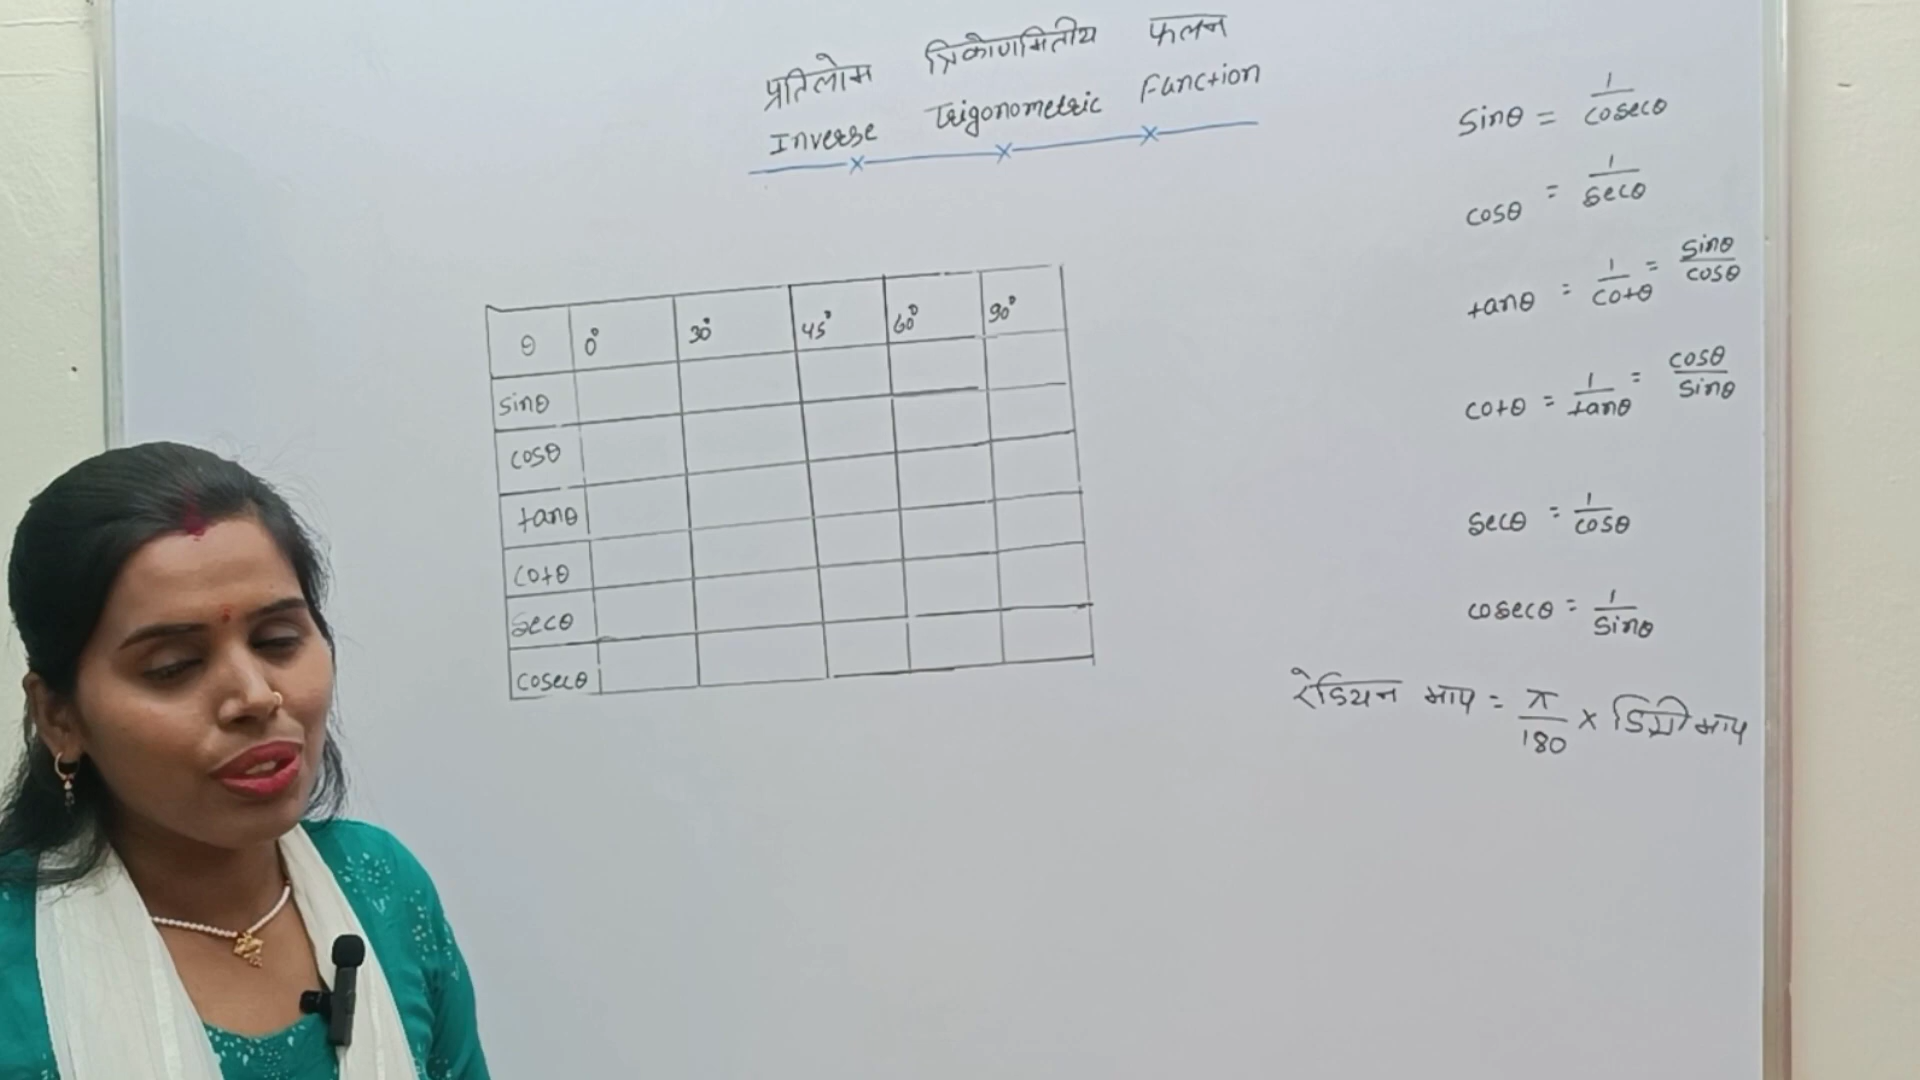 प्रतिलोम त्रिकोणमितीय फलन
Inverse Trigonometric Function
θ 0° 30° 45° 60° 90°
sinθ
cosθ
tanθ
cotθ
secθ
cosecθ
sinθ = 1/cosecθ
cosθ = 1/secθ
tanθ = 1/cotθ = sinθ/cosθ
cotθ = 1/tanθ = cosθ/sinθ
secθ = 1/cosθ
cosecθ = 1/sinθ
रेडियन माप = π/180 × डिग्री माप